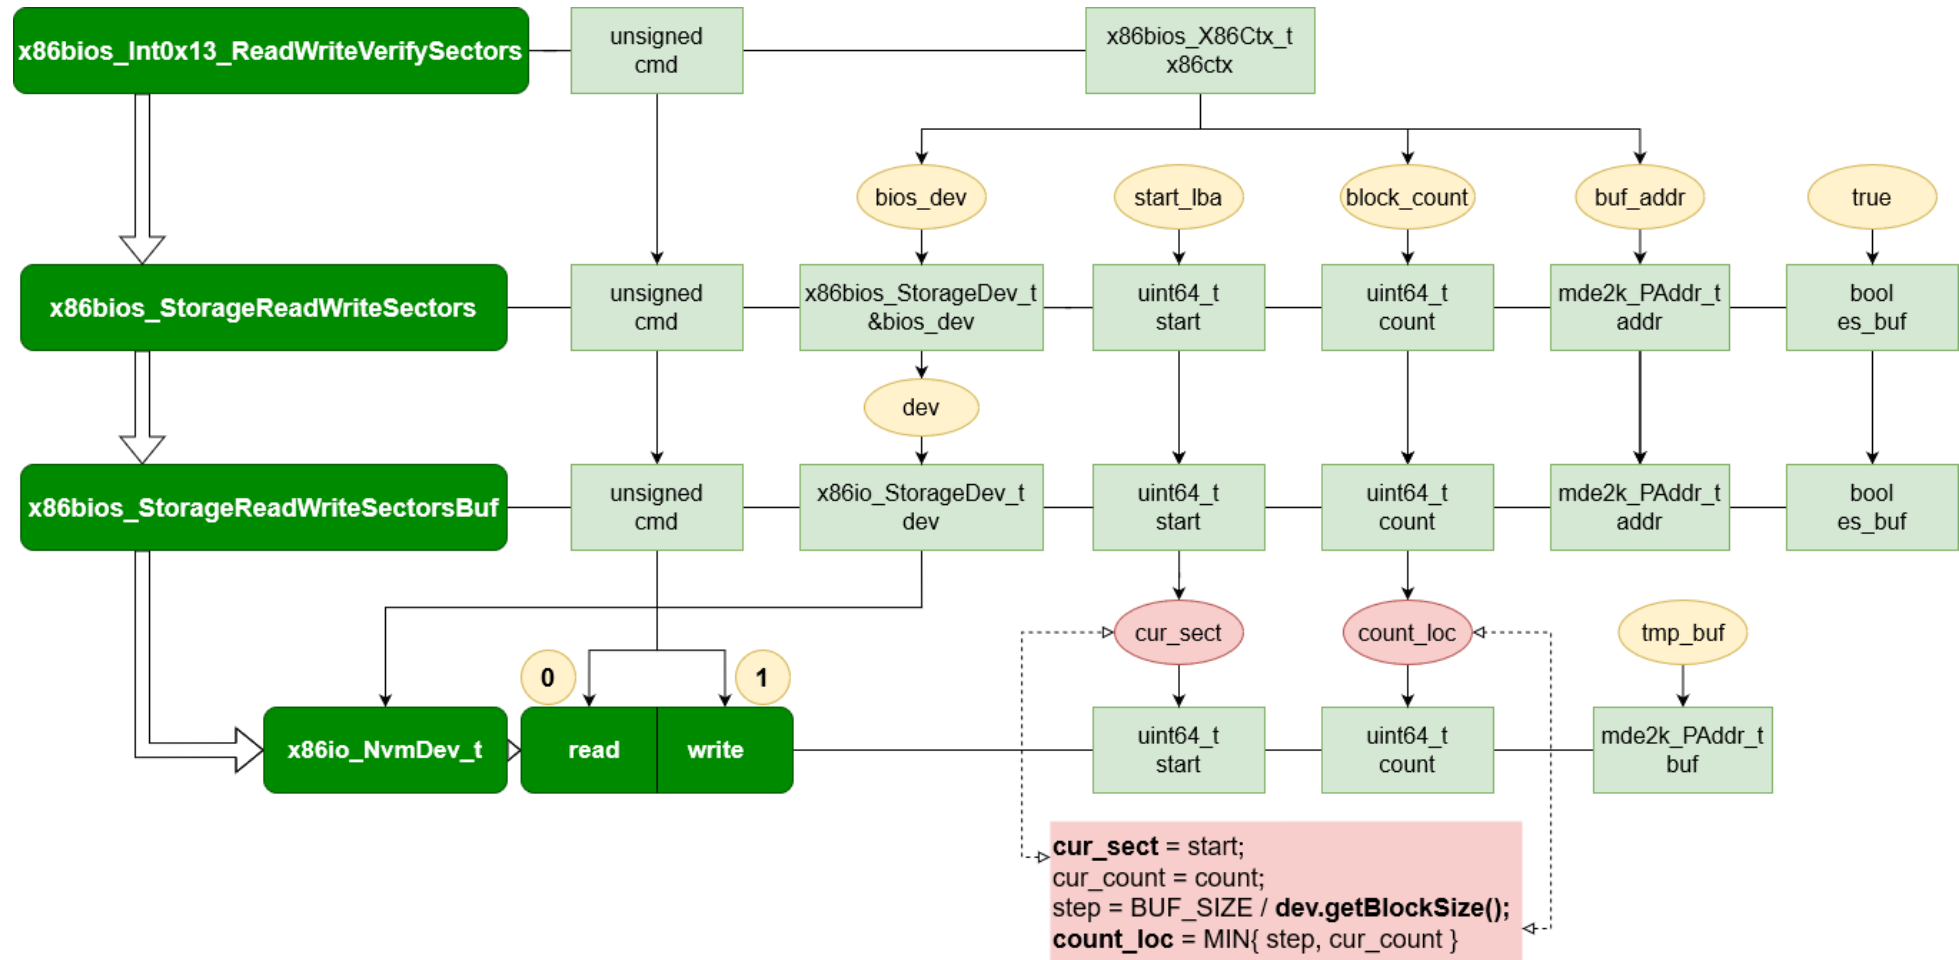 x86bios_Int0x13_ReadWriteVerifySectors
unsigned
cmd
x86bios_X86Ctx_t
x86ctx
bios_dev
start_lba
block_count
buf_addr
true
x86bios_StorageReadWriteSectors
unsigned
cmd
x86bios_StorageDev_t
&bios_dev
uint64_t
start
uint64_t
count
mde2k_PAddr_t
addr
bool
es_buf
dev
x86bios_StorageReadWriteSectorsBuf
unsigned
cmd
x86io_StorageDev_t
dev
uint64_t
start
uint64_t
count
mde2k_PAddr_t
addr
bool
es_buf
cur_sect
count_loc
tmp_buf
0
1
x86io_NvmDev_t
read
write
uint64_t
start
uint64_t
count
mde2k_PAddr_t
buf
cur_sect = start;
cur_count = count;
step = BUF_SIZE / dev.getBlockSize();
count_loc = MIN{ step, cur_count }